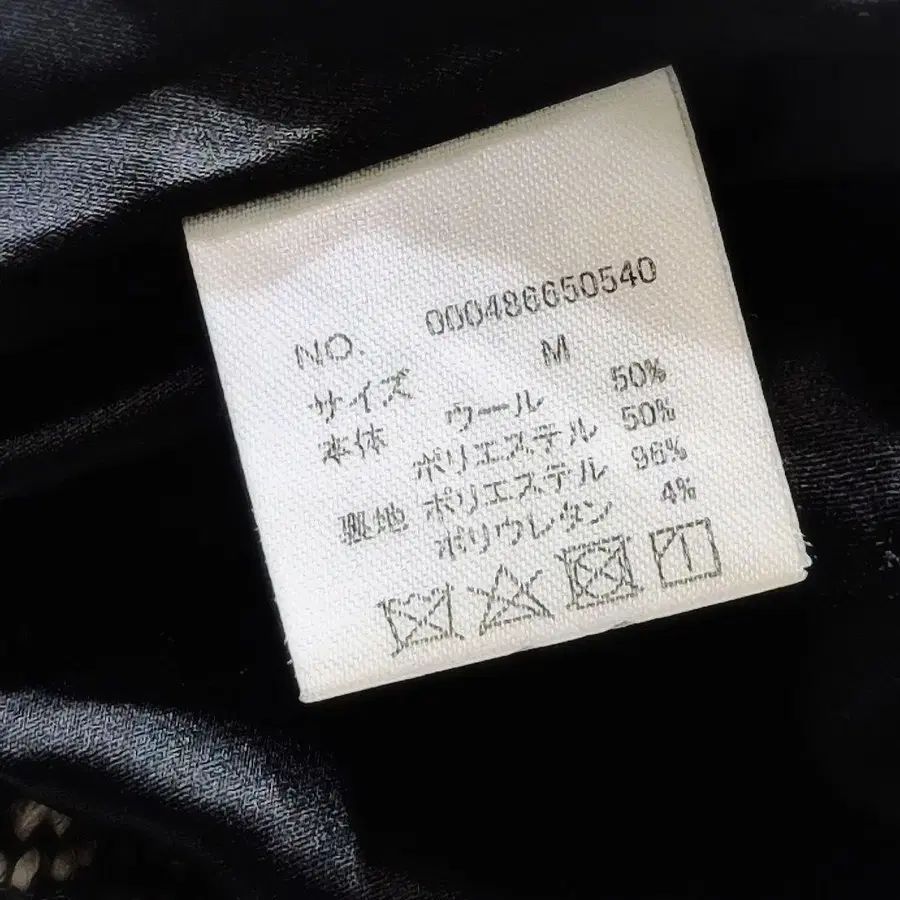 NO. 000486650540
サイズ M
本体 ウール 50%
ポリエステル 50%
裏地 ポリエステル 96%
ポリウレタン 4%